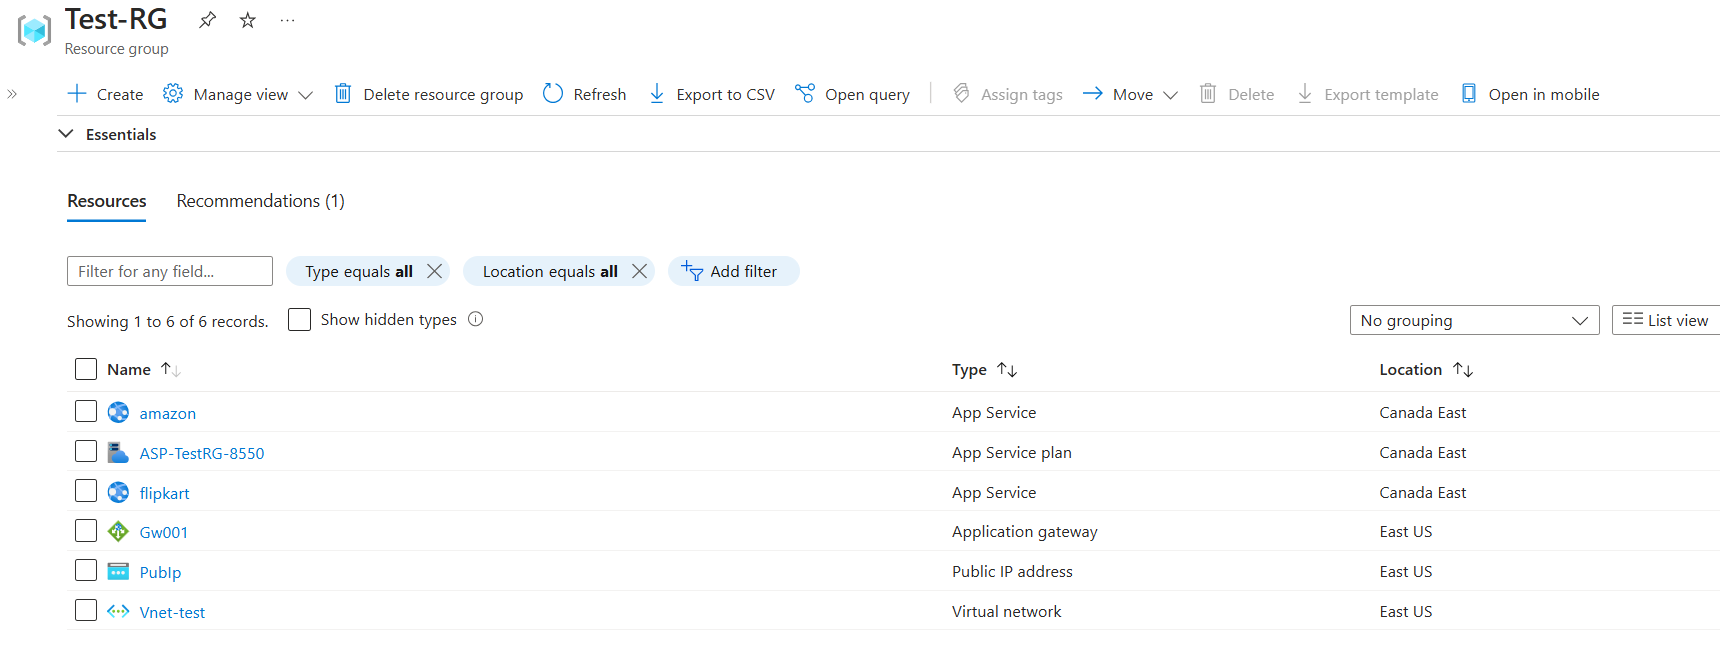 Test-RG
Resource group
Create Manage view Delete resource group Refresh Export to CSV Open query Assign tags Move Delete Export template Open in mobile
Essentials
Resources Recommendations (1)
Filter for any field... Type equals all Location equals all Add filter
Showing 1 to 6 of 6 records. Show hidden types No grouping List view
Name Type Location
amazon App Service Canada East
ASP-TestRG-8550 App Service plan Canada East
flipkart App Service Canada East
Gw001 Application gateway East US
PubIp Public IP address East US
Vnet-test Virtual network East US